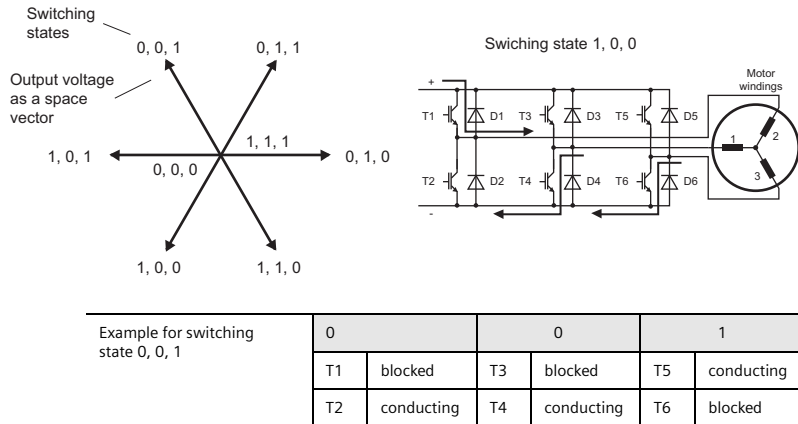 Switching
states
0, 0, 1
0, 1, 1
Output voltage
as a space
vector
1, 1, 1
1, 0, 1
0, 0, 0
0, 1, 0
1, 0, 0
1, 1, 0
Swiching state 1, 0, 0
Motor
windings
+
T1 D1 T3 D3 T5 D5
1 2
3
T2 D2 T4 D4 T6 D6
-
Example for switching
state 0, 0, 1
0 0 1
T1 blocked T3 blocked T5 conducting
T2 conducting T4 conducting T6 blocked